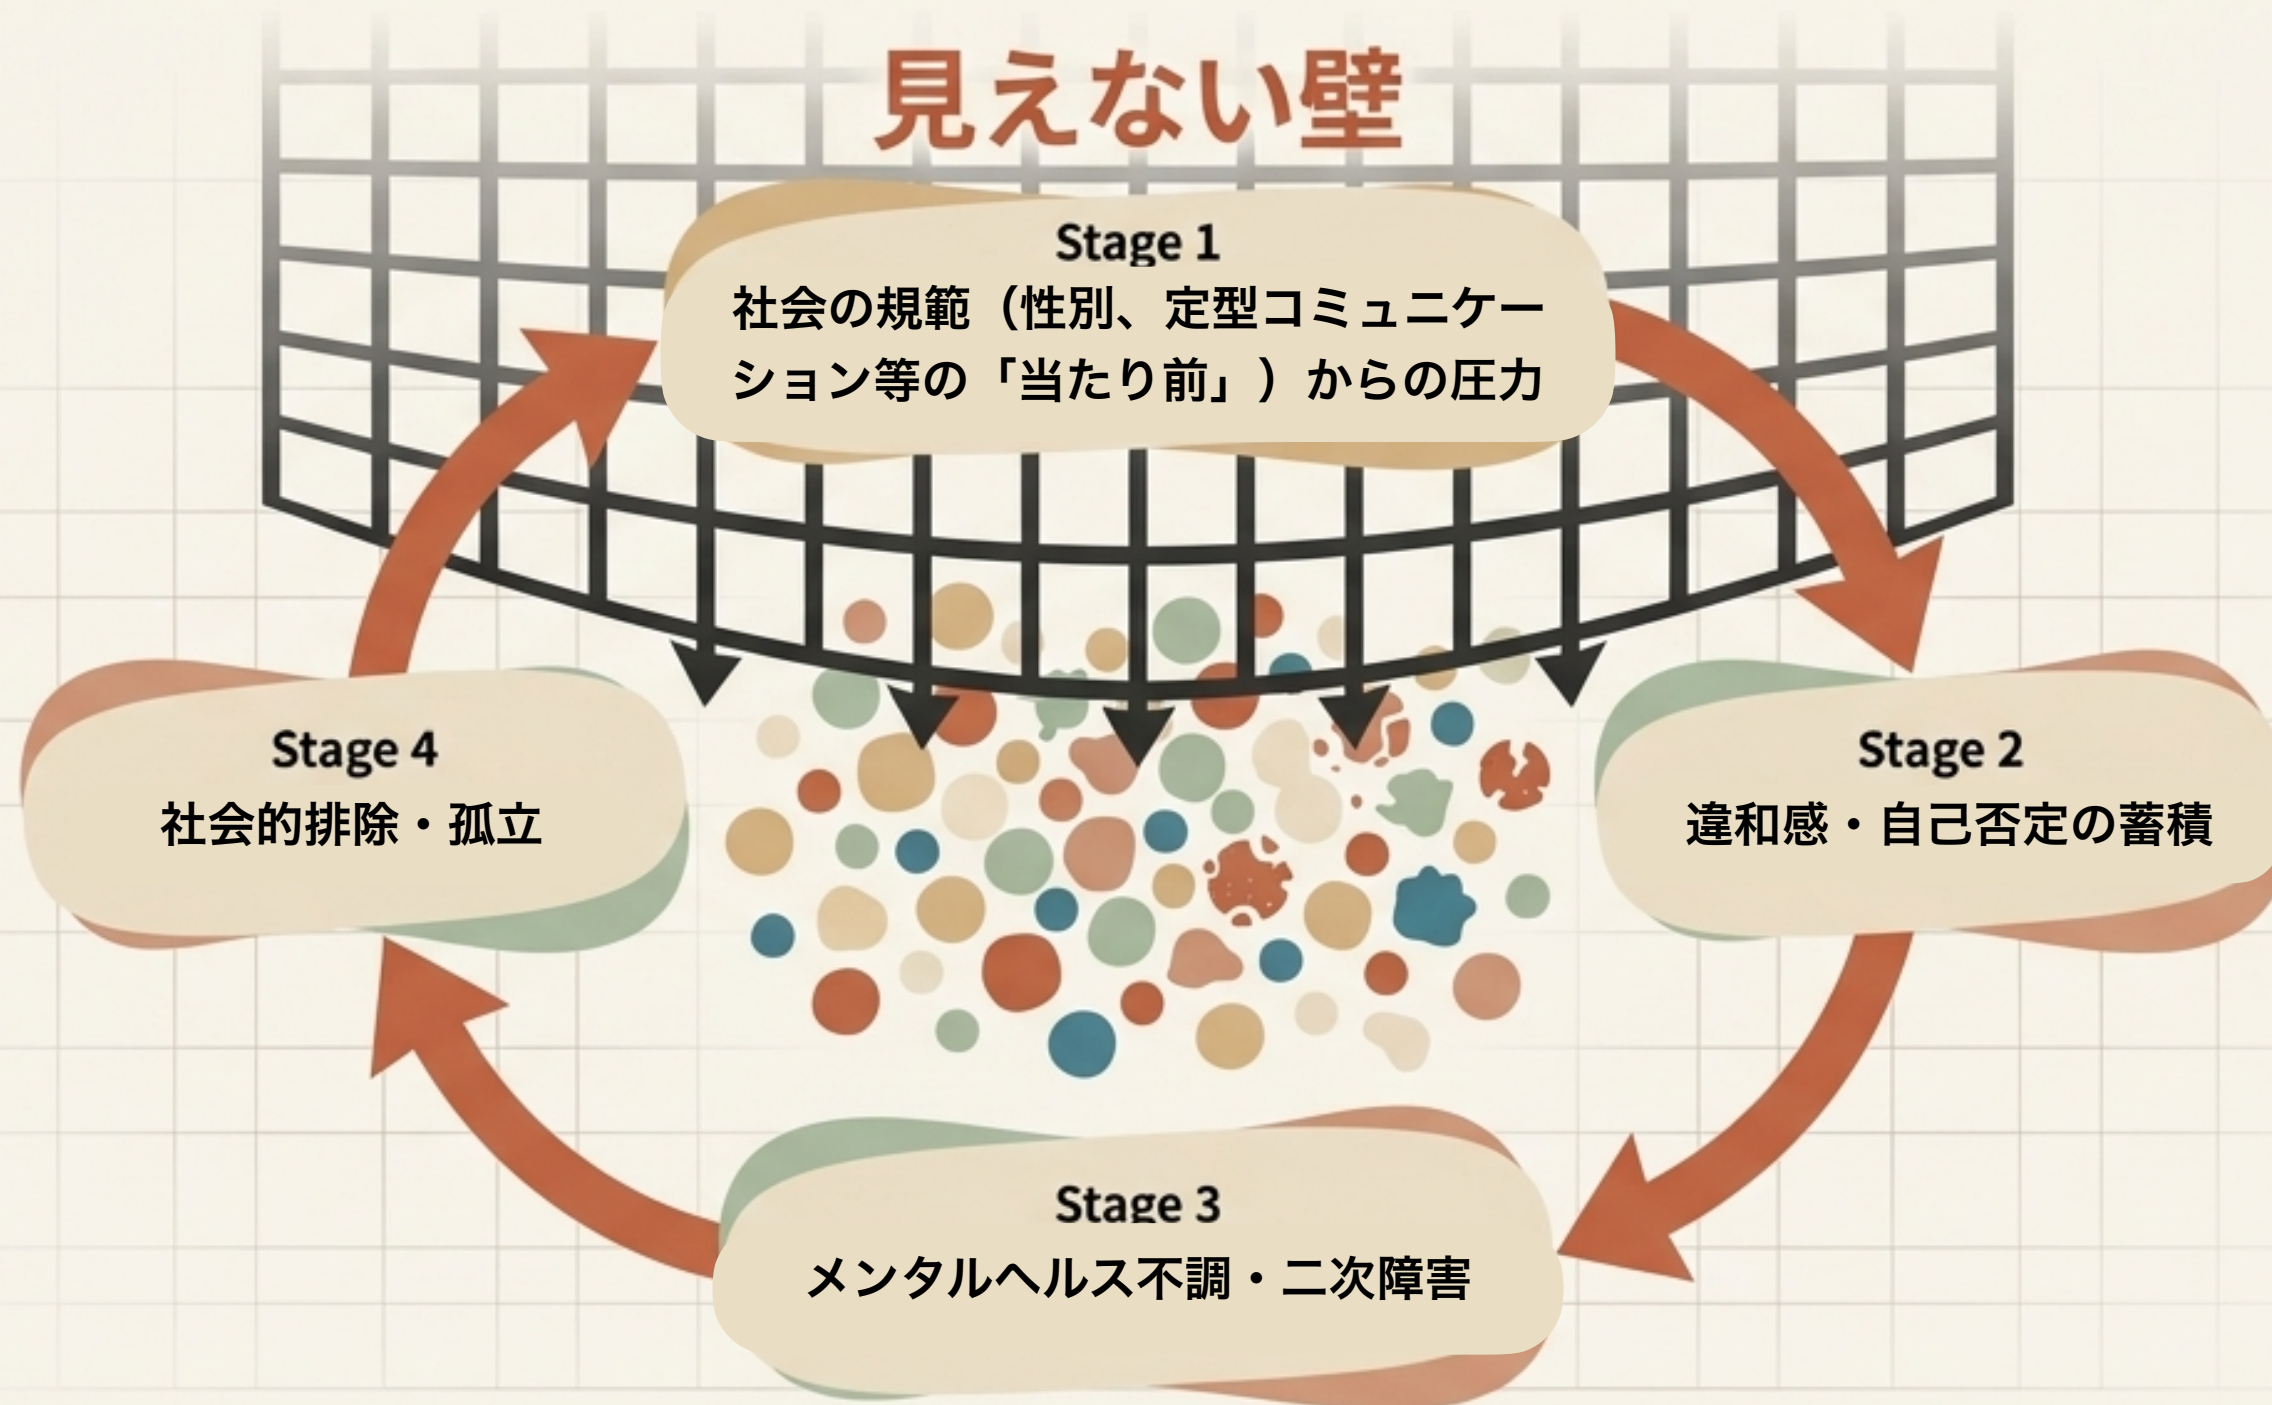 見えない壁
Stage 1
社会の規範（性別、定型コミュニケー
ション等の「当たり前」）からの圧力
Stage 2
違和感・自己否定の蓄積
Stage 3
メンタルヘルス不調・二次障害
Stage 4
社会的排除・孤立